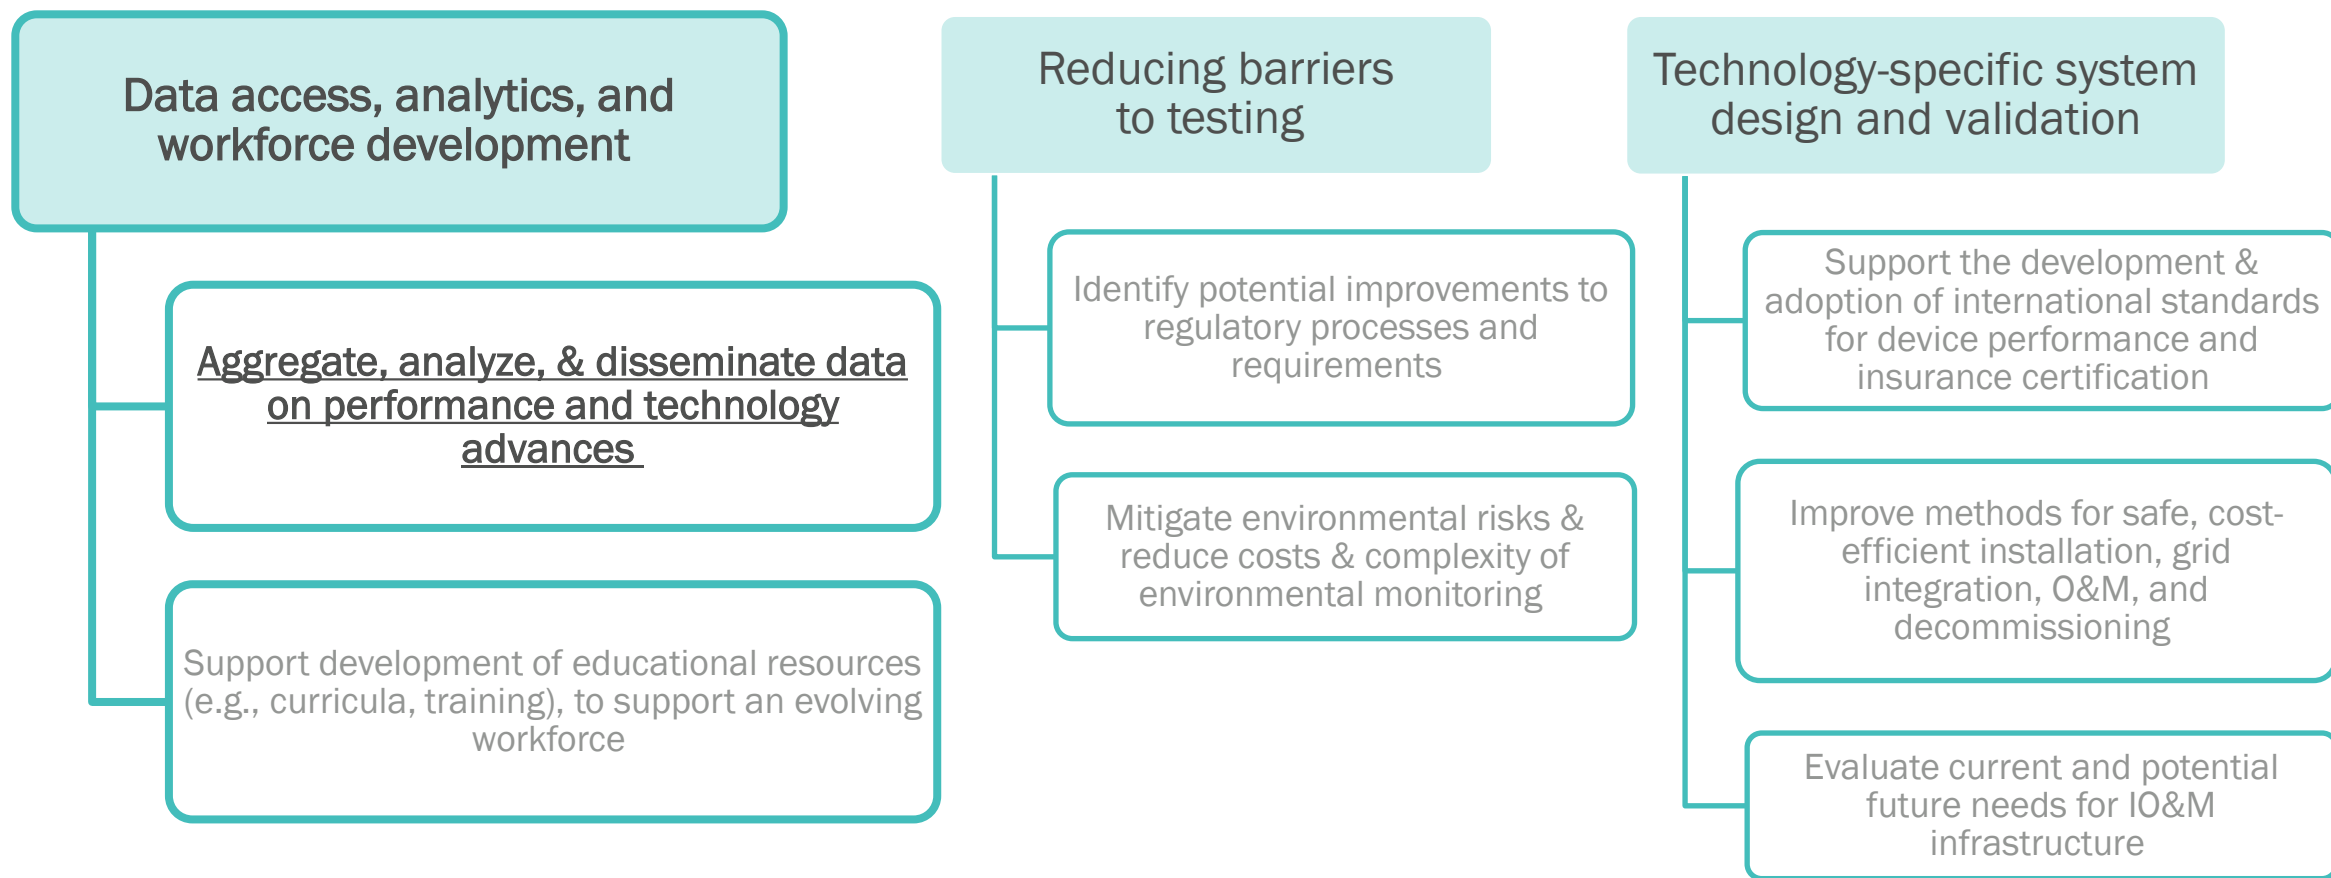 Data access, analytics, and
workforce development
Aggregate, analyze, & disseminate data
on performance and technology
advances
Support development of educational resources
(e.g., curricula, training), to support an evolving
workforce
Reducing barriers
to testing
Identify potential improvements to
regulatory processes and
requirements
Mitigate environmental risks &
reduce costs & complexity of
environmental monitoring
Technology-specific system
design and validation
Support the development &
adoption of international standards
for device performance and
insurance certification
Improve methods for safe, cost-
efficient installation, grid
integration, O&M, and
decommissioning
Evaluate current and potential
future needs for IO&M
infrastructure